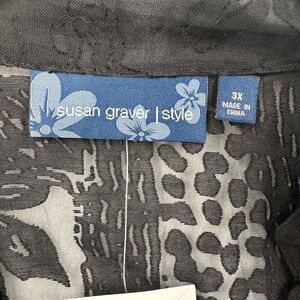 susan graver | style
3X
MADE IN
CHINA